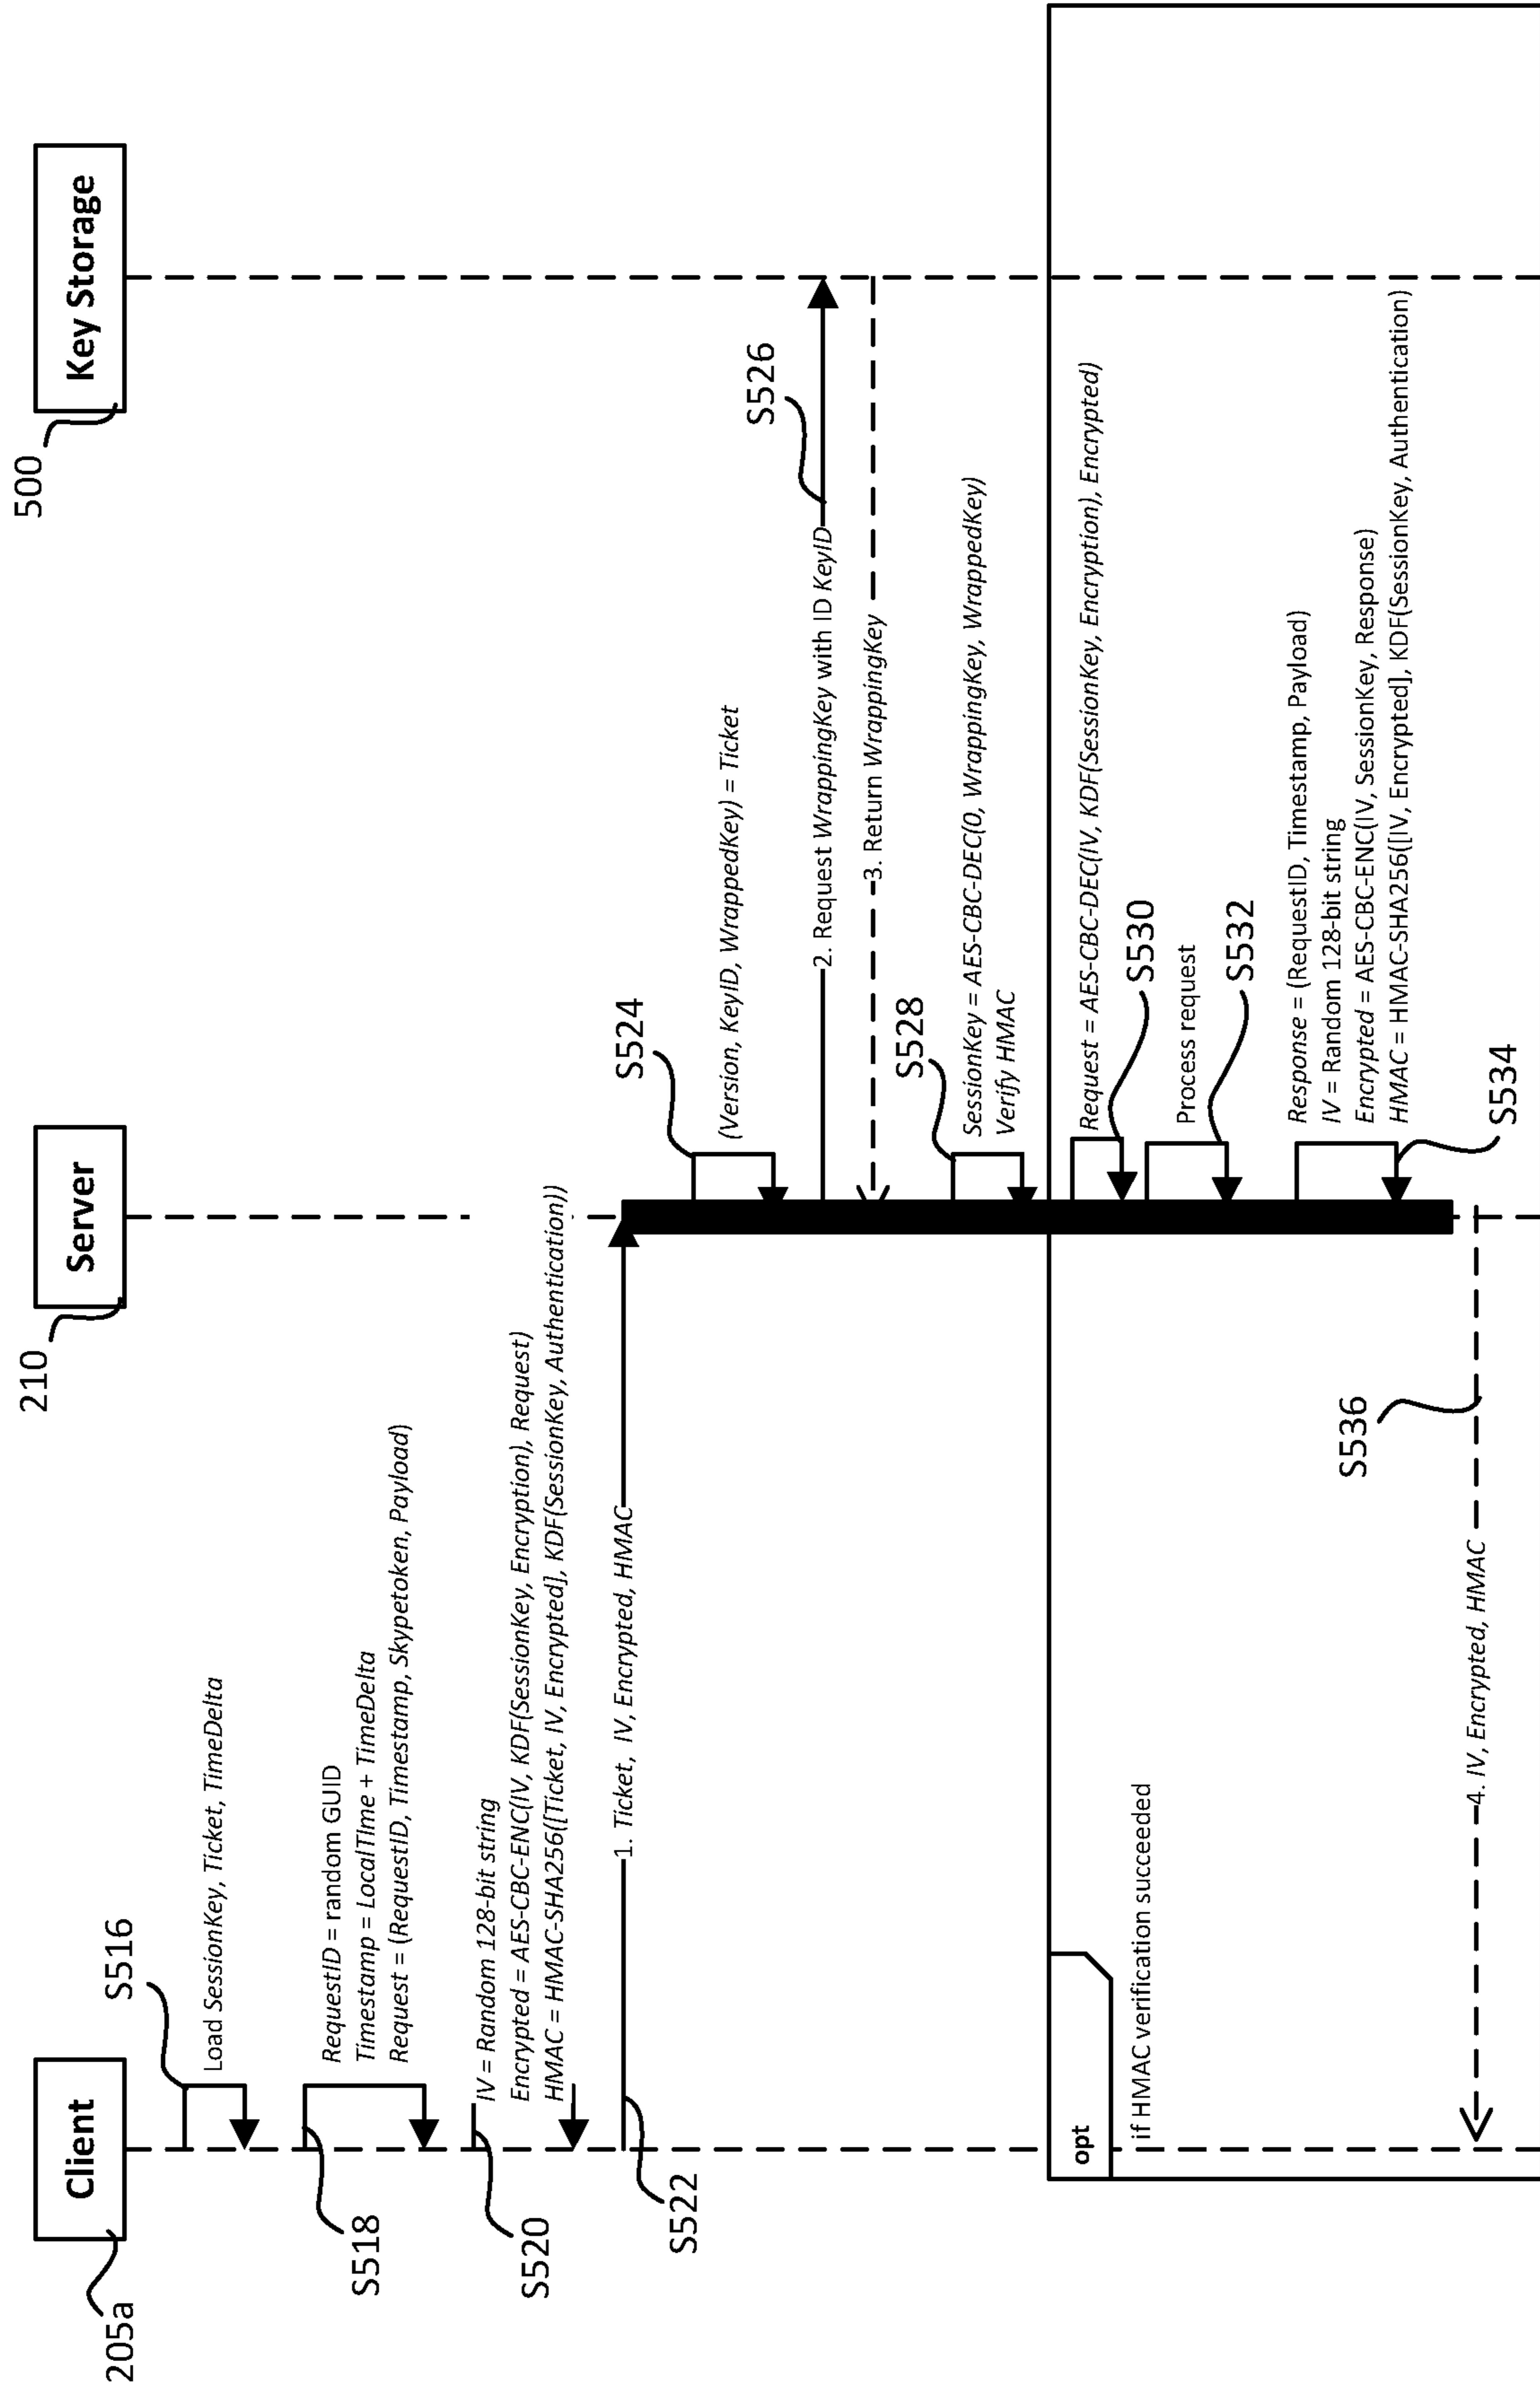 Client
205a
Server
210
Key Storage
500
S516
Load SessionKey, Ticket, TimeDelta
S518
RequestID = random GUID
Timestamp = LocalTIme + TimeDelta
Request = (RequestID, Timestamp, Skypetoken, Payload)
S520
IV = Random 128-bit string
Encrypted = AES-CBC-ENC(IV, KDF(SessionKey, Encryption), Request)
HMAC = HMAC-SHA256([Ticket, IV, Encrypted], KDF(SessionKey, Authentication))
S522
1. Ticket, IV, Encrypted, HMAC
S524
(Version, KeyID, WrappedKey) = Ticket
S526
2. Request WrappingKey with ID KeyID
3. Return WrappingKey
S528
SessionKey = AES-CBC-DEC(0, WrappingKey, WrappedKey)
Verify HMAC
opt
if HMAC verification succeeded
Request = AES-CBC-DEC(IV, KDF(SessionKey, Encryption), Encrypted)
S530
Process request
S532
Response = (RequestID, Timestamp, Payload)
IV = Random 128-bit string
Encrypted = AES-CBC-ENC(IV, SessionKey, Response)
HMAC = HMAC-SHA256([IV, Encrypted], KDF(SessionKey, Authentication)
S534
S536
4. IV, Encrypted, HMAC